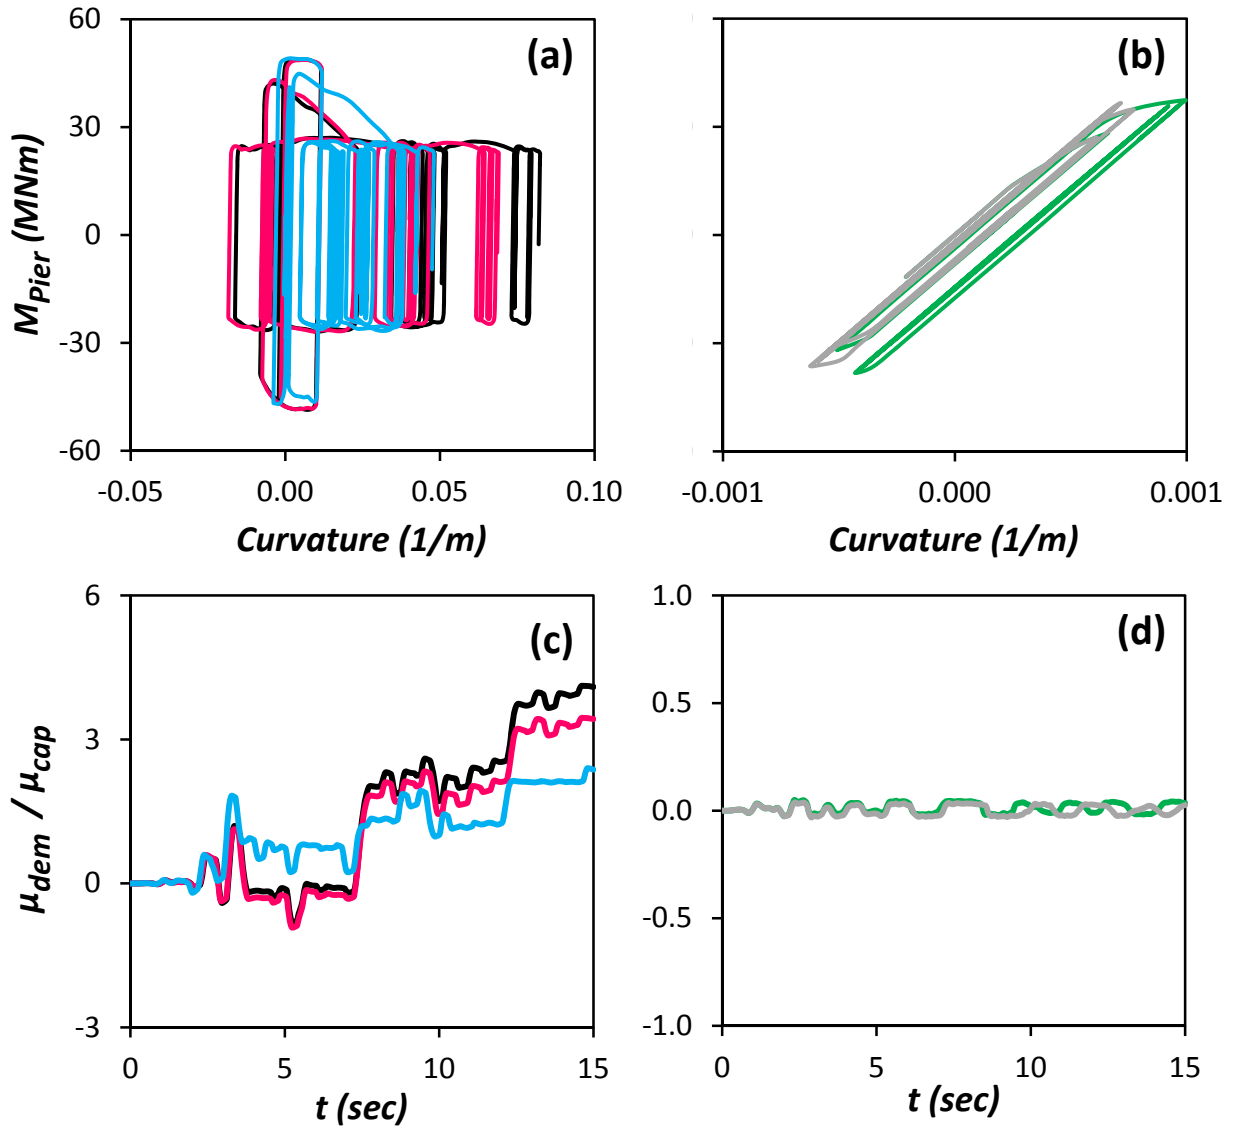 60
30
0
-30
-60
M_Pier (MNm)
(a)
-0.05
0.00
0.05
0.10
Curvature (1/m)
(b)
-0.001
0.000
0.001
Curvature (1/m)
6
3
0
-3
μ_dem / μ_cap
(c)
0
5
10
15
t (sec)
1.0
0.5
0.0
-0.5
-1.0
(d)
0
5
10
15
t (sec)